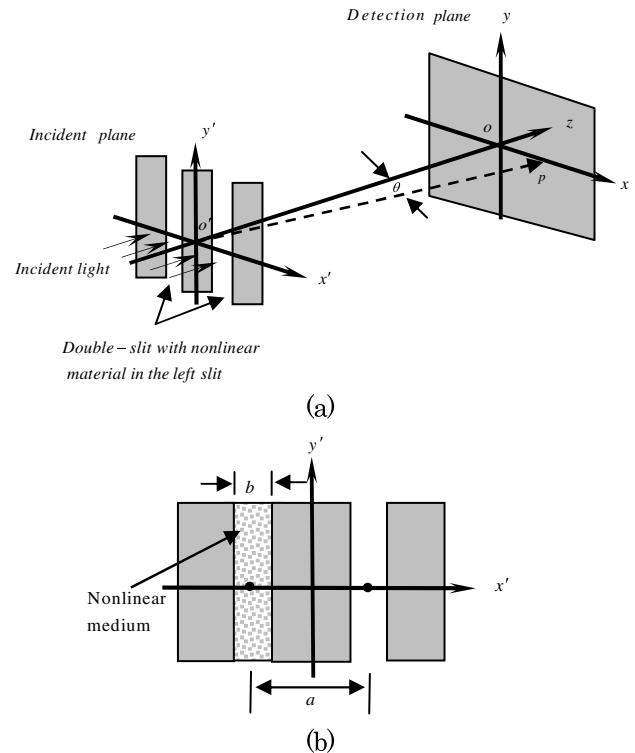 Detection plane
y
Incident plane
y′
o
z
p
x
θ
o′
Incident light
x′
Double – slit with nonlinear
material in the left slit
(a)
y′
b
Nonlinear
medium
x′
a
(b)